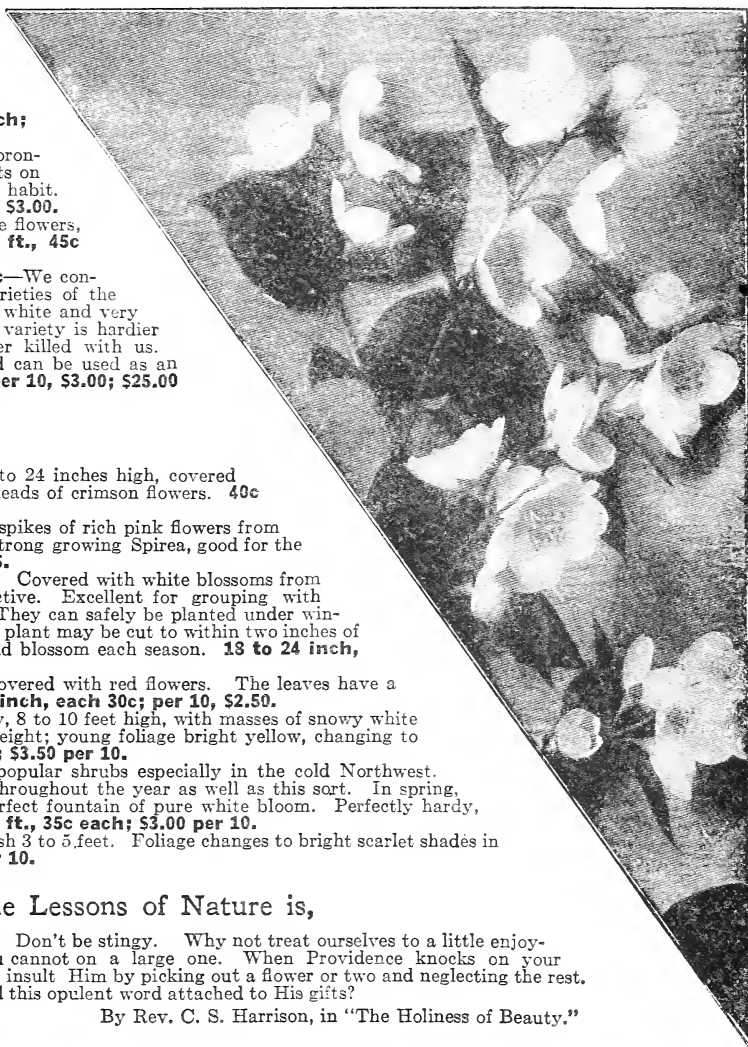 ch;
oron-
ts on
habit.
$3.00.
e flowers,
ft., 45c
c—We con-
rieties of the
white and very
variety is hardier
er killed with us.
d can be used as an
er 10, $3.00; $25.00
to 24 inches high, covered
eads of crimson flowers. 40c
spikes of rich pink flowers from
trong growing Spirea, good for the
5.
Covered with white blossoms from
ctive. Excellent for grouping with
They can safely be planted under win-
plant may be cut to within two inches of
d blossom each season. 18 to 24 inch,
overed with red flowers. The leaves have a
inch, each 30c; per 10, $2.50.
y, 8 to 10 feet high, with masses of snowy white
eight; young foliage bright yellow, changing to
; $3.50 per 10.
popular shrubs especially in the cold Northwest.
hroughout the year as well as this sort. In spring,
rfect fountain of pure white bloom. Perfectly hardy,
ft., 35c each; $3.00 per 10.
sh 3 to 5 feet. Foliage changes to bright scarlet shades in
r 10.
e Lessons of Nature is,
Don't be stingy. Why not treat ourselves to a little enjoy-
u cannot on a large one. When Providence knocks on your
insult Him by picking out a flower or two and neglecting the rest.
d this opulent word attached to His gifts?
By Rev. C. S. Harrison, in "The Holiness of Beauty."